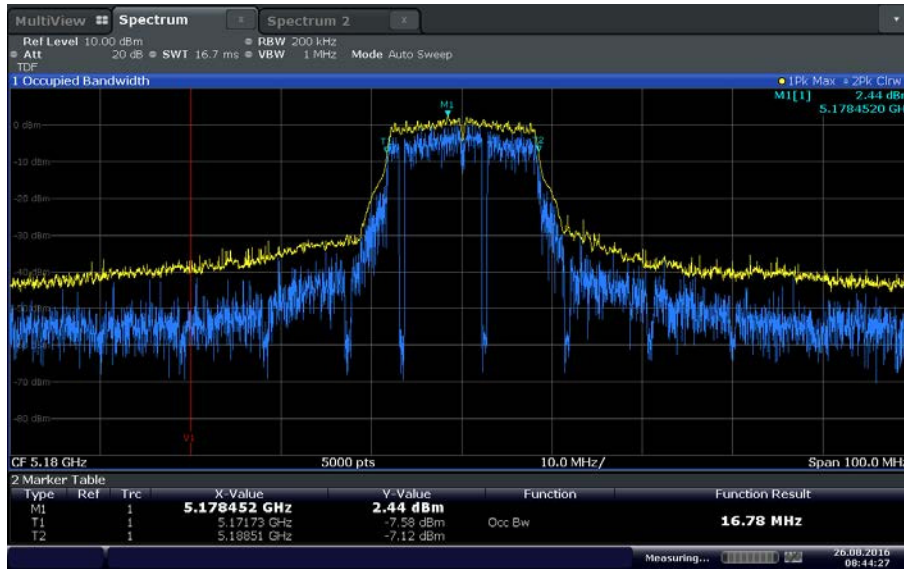 MultiView Spectrum x Spectrum 2 x
Ref Level 10.00 dBm RBW 200 kHz
Att 20 dB SWT 16.7 ms VBW 1 MHz Mode Auto Sweep
TDF
1 Occupied Bandwidth 1Pk Max 2Pk Clrw
M1[1] 2.44 dBm
5.1784520 GH
M1
0 dBm
T1
T2
-10 dBm
-20 dBm
-30 dBm
-40 dBm
-70 dBm
-80 dBm
V1
CF 5.18 GHz 5000 pts 10.0 MHz/ Span 100.0 MHz
2 Marker Table
Type Ref Trc X-Value Y-Value Function Function Result
M1 1 5.178452 GHz 2.44 dBm
T1 1 5.17173 GHz -7.58 dBm Occ Bw 16.78 MHz
T2 1 5.18851 GHz -7.12 dBm
Measuring... 26.08.2016
08:44:27